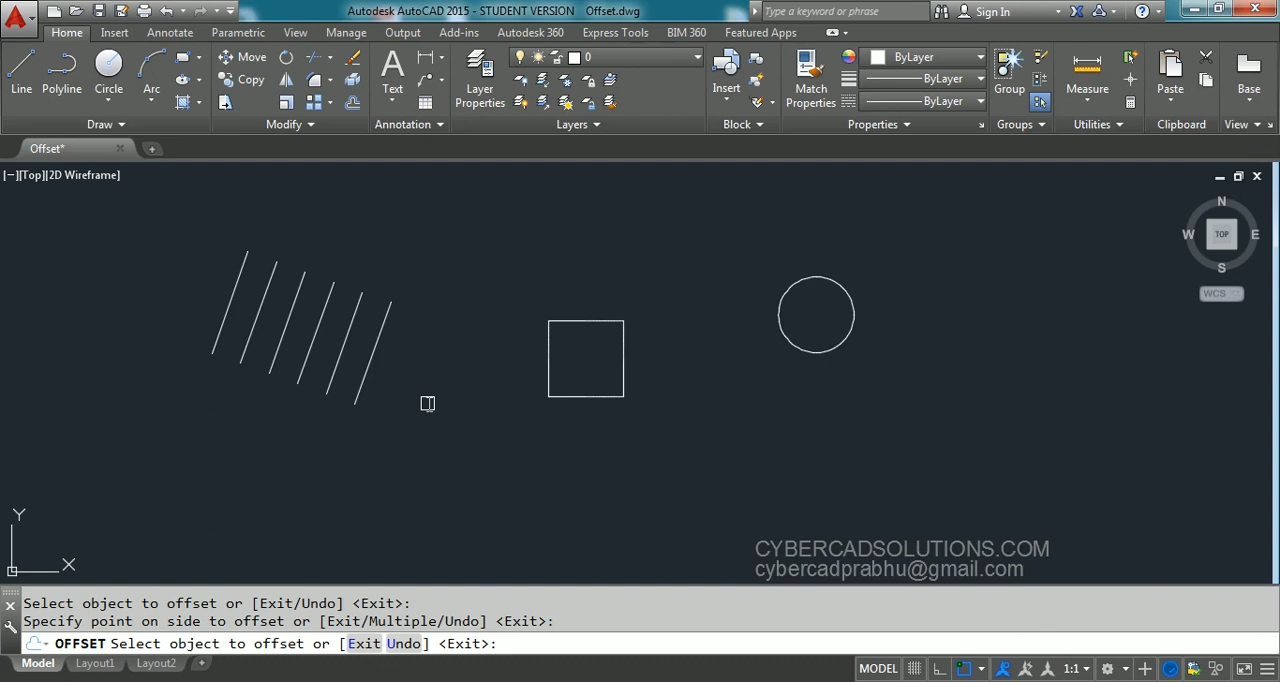 Autodesk AutoCAD 2015 - STUDENT VERSION Offset.dwg
Type a keyword or phrase
Sign In
Home Insert Annotate Parametric View Manage Output Add-ins Autodesk 360 Express Tools BIM 360 Featured Apps
Line Polyline Circle Arc
Move
Copy
Text
Layer
Properties
0
Insert
Match
Properties
ByLayer
ByLayer
ByLayer
Group
Measure
Paste
Base
Draw Modify Annotation Layers Block Properties Groups Utilities Clipboard View
Offset*
[−][Top][2D Wireframe]
N
W TOP E
S
WCS
Y
X
CYBERCADSOLUTIONS.COM
cybercadprabhu@gmail.com
Select object to offset or [Exit/Undo] <Exit>:
Specify point on side to offset or [Exit/Multiple/Undo] <Exit>:
OFFSET Select object to offset or [Exit Undo] <Exit>:
Model Layout1 Layout2 +
MODEL 1:1